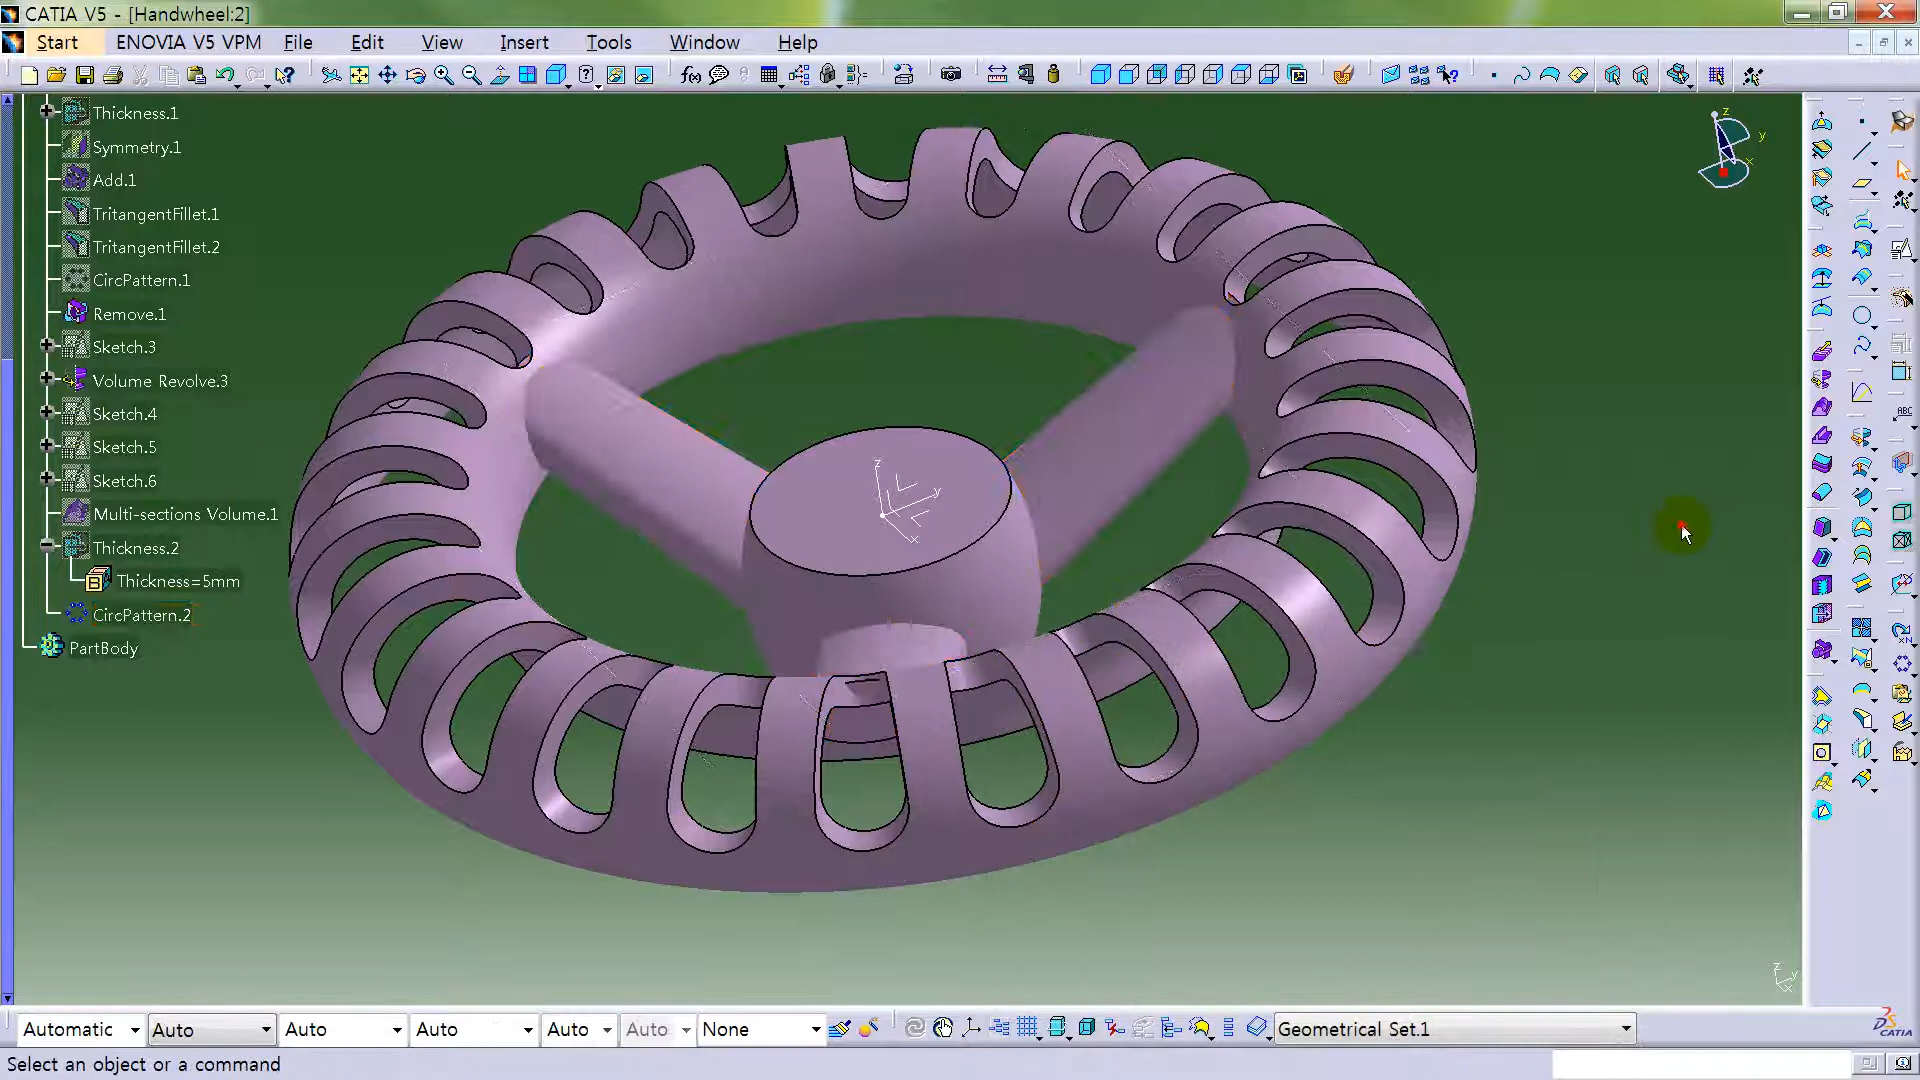 CATIA V5 - [Handwheel:2]
Start ENOVIA V5 VPM File Edit View Insert Tools Window Help
Thickness.1
Symmetry.1
Add.1
TritangentFillet.1
TritangentFillet.2
CircPattern.1
Remove.1
Sketch.3
Volume Revolve.3
Sketch.4
Sketch.5
Sketch.6
Multi-sections Volume.1
Thickness.2
Thickness=5mm
CircPattern.2
PartBody
z
y
x
z
y
x
z
y
x
ABC
Automatic Auto Auto Auto Auto Auto None Geometrical Set.1
CATIA
Select an object or a command